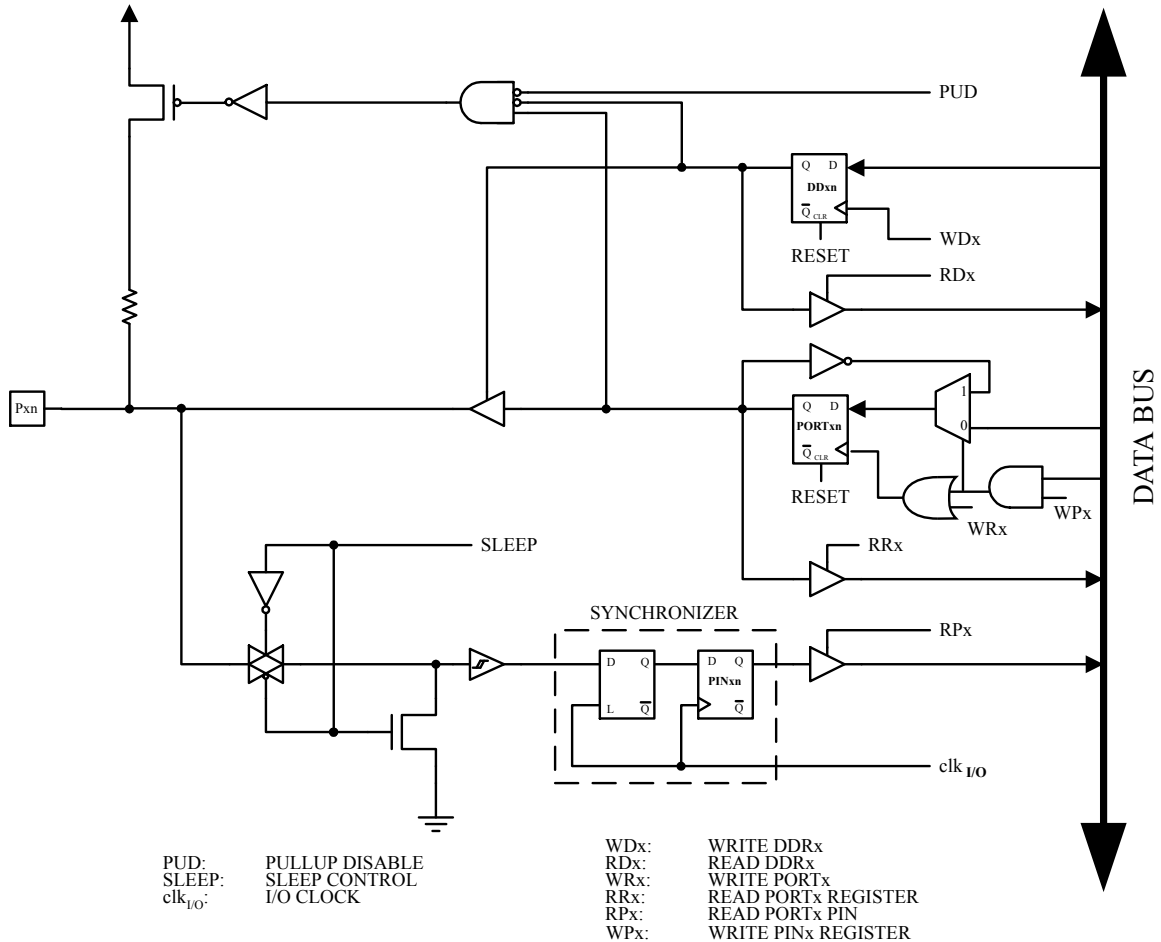 PUD
Q D
DDxn
Q CLR
WDx
RESET
RDx
Pxn
1
Q D
PORTxn
0
Q CLR
RESET
WRx
WPx
DATA BUS
SLEEP
RRx
SYNCHRONIZER
RPx
D Q
D Q
PINxn
L Q
Q
clk I/O
PUD: PULLUP DISABLE
SLEEP: SLEEP CONTROL
clkI/O: I/O CLOCK
WDx: WRITE DDRx
RDx: READ DDRx
WRx: WRITE PORTx
RRx: READ PORTx REGISTER
RPx: READ PORTx PIN
WPx: WRITE PINx REGISTER